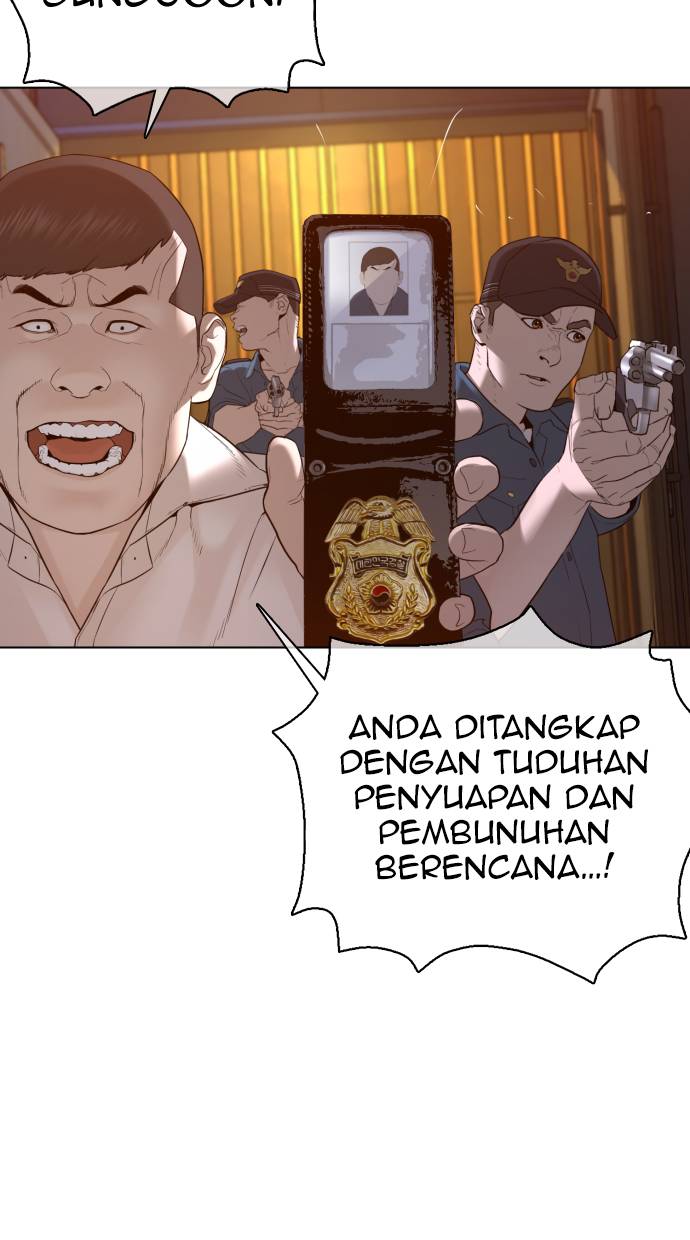 ANDA DITANGKAP
DENGAN TUDUHAN
PENYUAPAN DAN
PEMBUNUHAN
BERENCANA...!